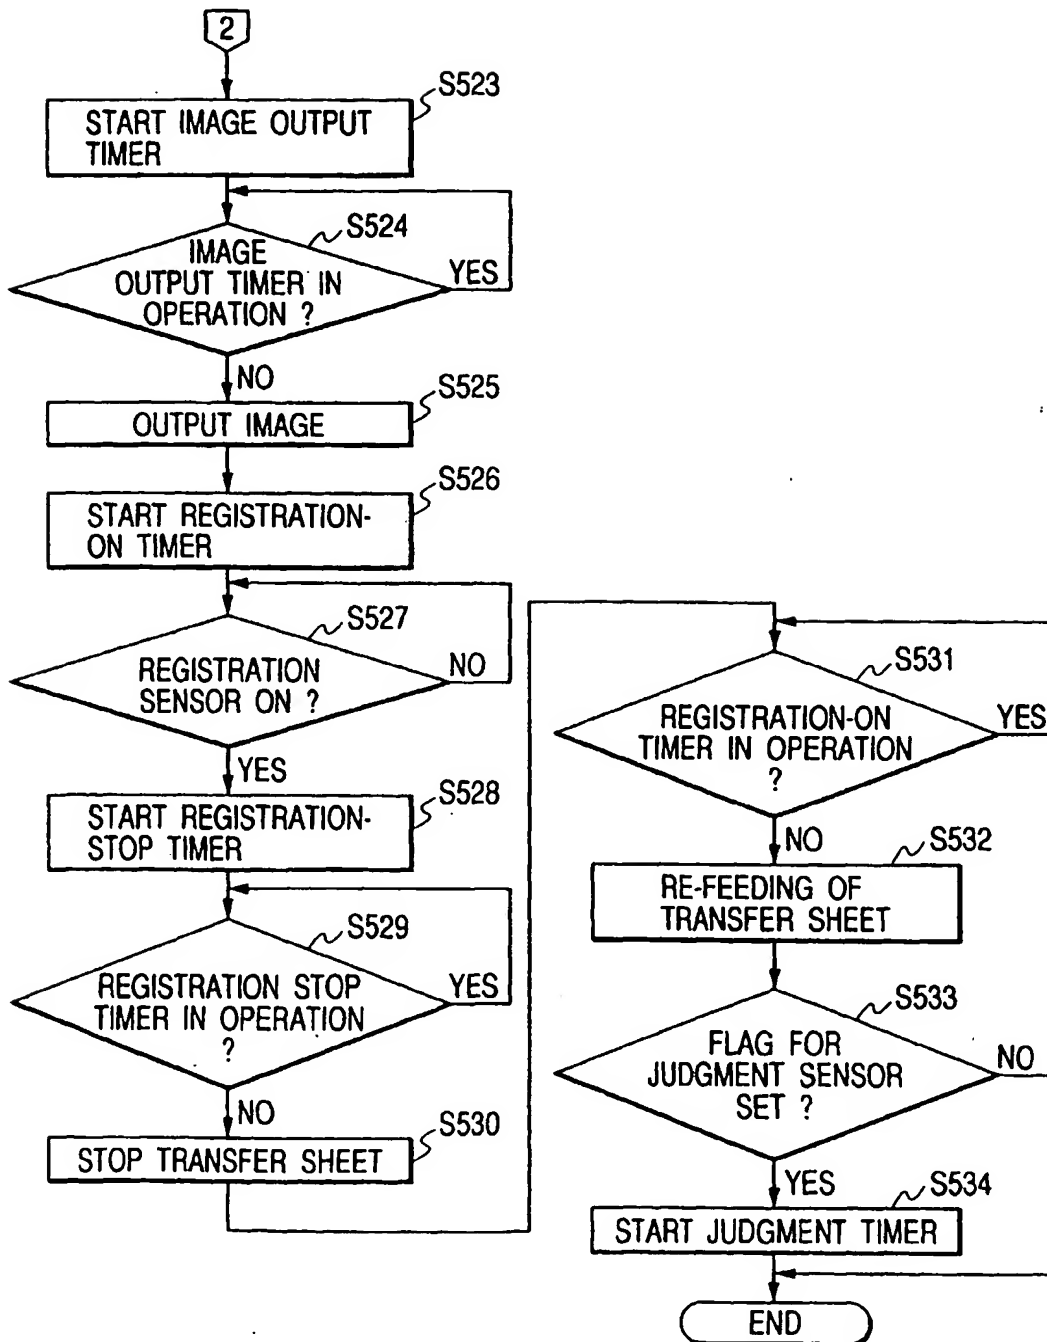 2
S523
START IMAGE OUTPUT
TIMER
S524
IMAGE
OUTPUT TIMER IN
OPERATION ?
YES
NO
S525
OUTPUT IMAGE
S526
START REGISTRATION-
ON TIMER
S527
REGISTRATION
SENSOR ON ?
NO
YES
S528
START REGISTRATION-
STOP TIMER
S529
REGISTRATION STOP
TIMER IN OPERATION
?
YES
NO
S530
STOP TRANSFER SHEET
S531
REGISTRATION-ON
TIMER IN OPERATION
?
YES
NO
S532
RE-FEEDING OF
TRANSFER SHEET
S533
FLAG FOR
JUDGMENT SENSOR
SET ?
NO
YES
S534
START JUDGMENT TIMER
END